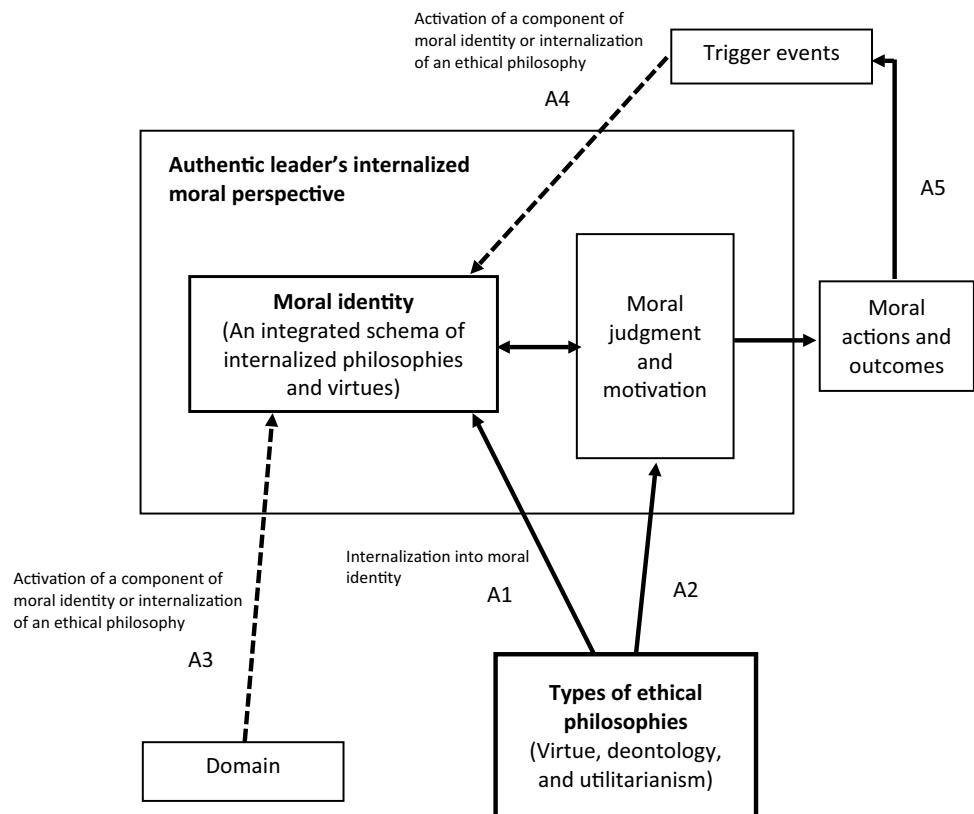 Activation of a component of
moral identity or internalization
of an ethical philosophy
Trigger events
A4
Authentic leader’s internalized
moral perspective
A5
Moral identity
(An integrated schema of
internalized philosophies
and virtues)
Moral
judgment
and
motivation
Moral
actions and
outcomes
Internalization into moral
identity
Activation of a component of
moral identity or internalization
of an ethical philosophy
A1
A2
A3
Types of ethical
philosophies
(Virtue, deontology,
and utilitarianism)
Domain